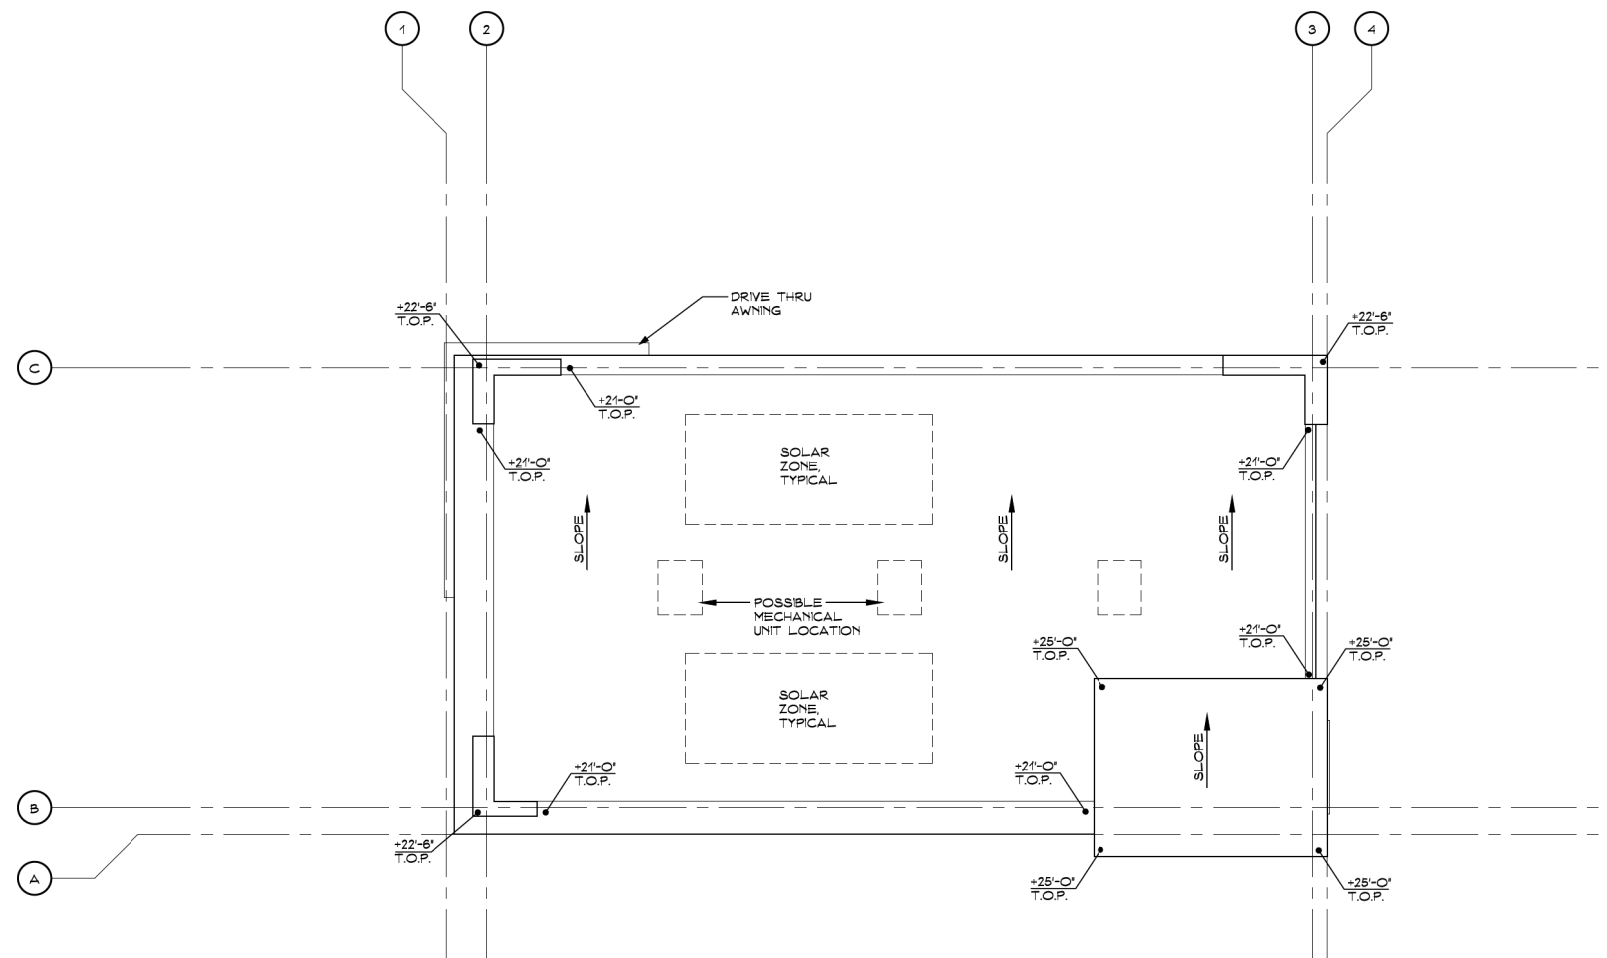 1
2
3
4
DRIVE THRU
AWNING
+22'-6"
T.O.P.
+22'-6"
T.O.P.
C
+21'-0"
T.O.P.
SOLAR
ZONE,
TYPICAL
+21'-0"
T.O.P.
+21'-0"
T.O.P.
SLOPE
SLOPE
SLOPE
POSSIBLE
MECHANICAL
UNIT LOCATION
+25'-0"
T.O.P.
+21'-0"
T.O.P.
+25'-0"
T.O.P.
SOLAR
ZONE,
TYPICAL
SLOPE
+21'-0"
T.O.P.
+21'-0"
T.O.P.
B
+22'-6"
T.O.P.
A
+25'-0"
T.O.P.
+25'-0"
T.O.P.